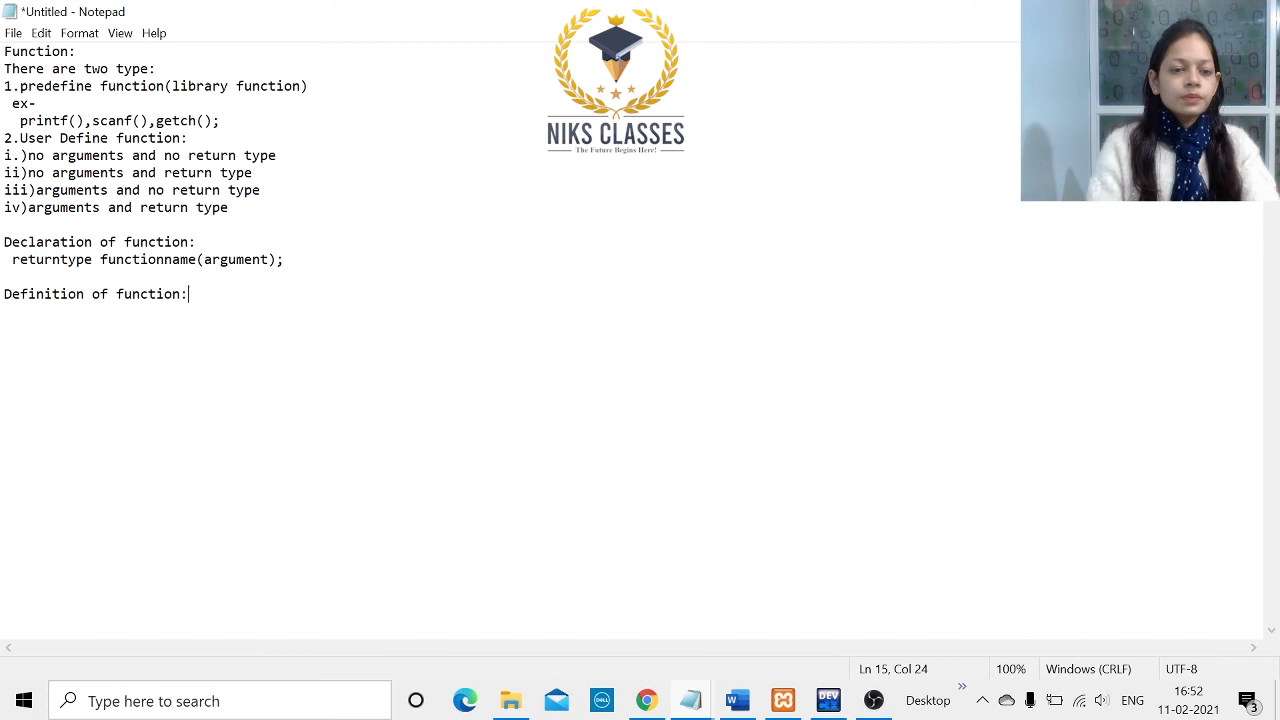 *Untitled - Notepad
File Edit Format View Help
Function:
There are two type:
1.predefine function(library function)
ex-
printf(),scanf(),getch();
2.User Define function:
i.)no arguments and no return type
ii)no arguments and return type
iii)arguments and no return type
iv)arguments and return type
Declaration of function:
returntype functionname(argument);
Definition of function:
NIKS CLASSES
The Future Begins Here!
Ln 15, Col 24
100%
Windows (CRLF)
UTF-8
Type here to search
DELL
DEV
Desktop
ENG
16:52
11-02-2021
3